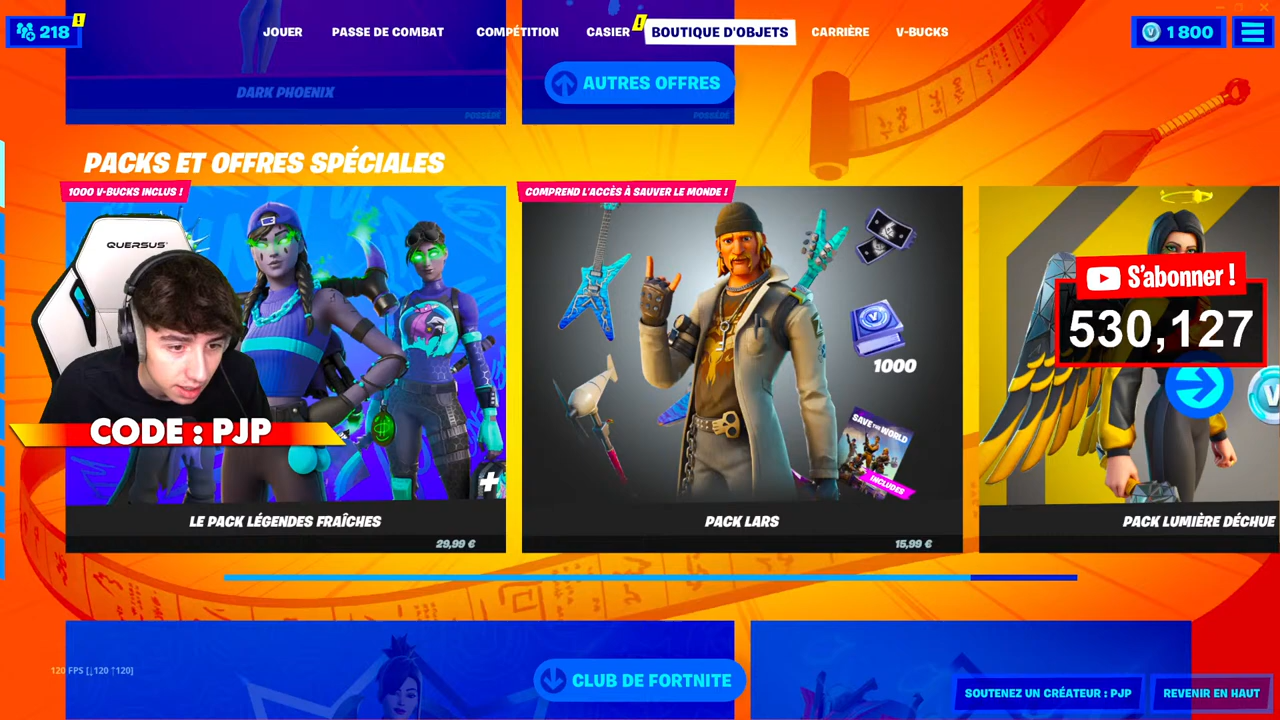 218
JOUER
PASSE DE COMBAT
COMPÉTITION
CASIER
BOUTIQUE D'OBJETS
CARRIÈRE
V-BUCKS
1 800
DARK PHOENIX
POSSÉDÉ
AUTRES OFFRES
POSSÉDÉ
PACKS ET OFFRES SPÉCIALES
1000 V-BUCKS INCLUS !
COMPREND L'ACCÈS À SAUVER LE MONDE !
QUERSUS
S'abonner !
530,127
1000
CODE : PJP
SAVE THE WORLD
INCLUDES
LE PACK LÉGENDES FRAÎCHES
29,99 €
PACK LARS
15,99 €
PACK LUMIÈRE DÉCHUE
120 FPS [↓120 ↑120]
CLUB DE FORTNITE
SOUTENEZ UN CRÉATEUR : PJP
REVENIR EN HAUT